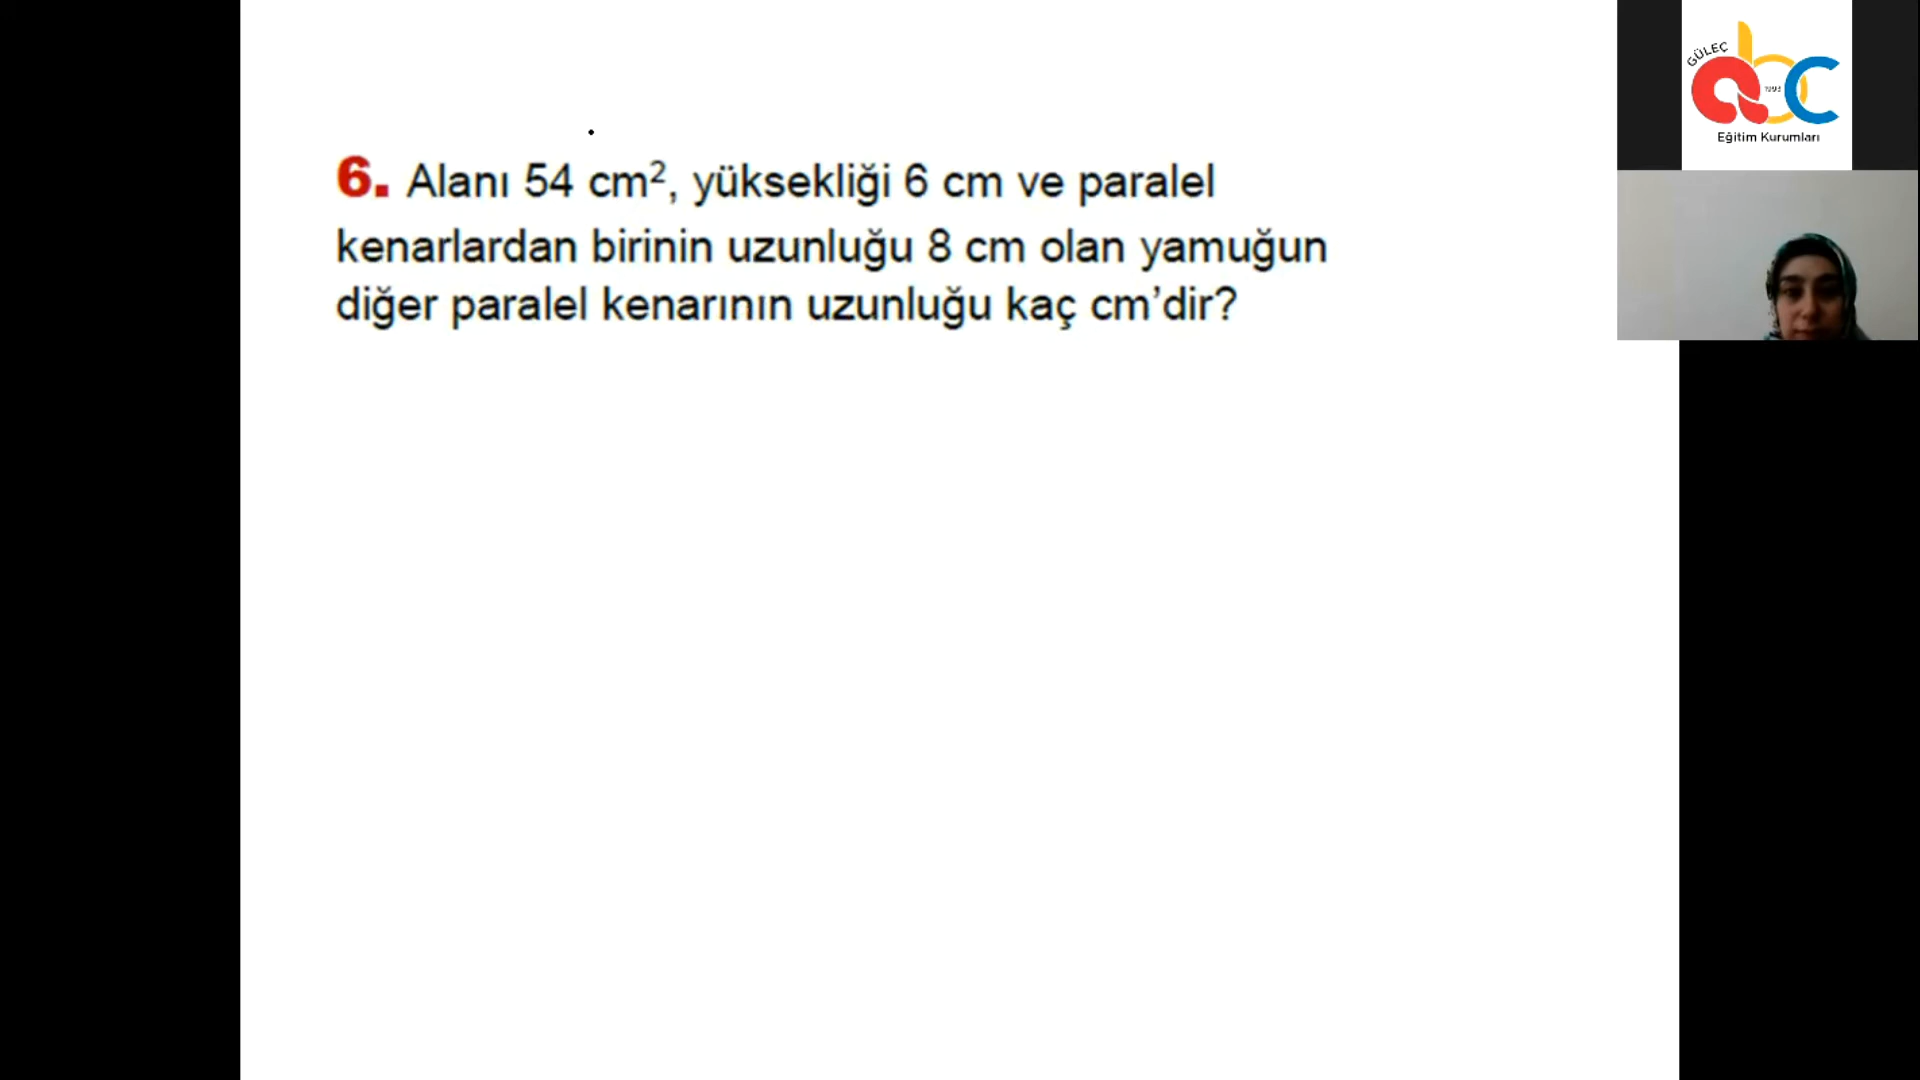 GÜLEÇ
abc
1993
Eğitim Kurumları
6. Alanı 54 cm², yüksekliği 6 cm ve paralel
kenarlardan birinin uzunluğu 8 cm olan yamuğun
diğer paralel kenarının uzunluğu kaç cm’dir?